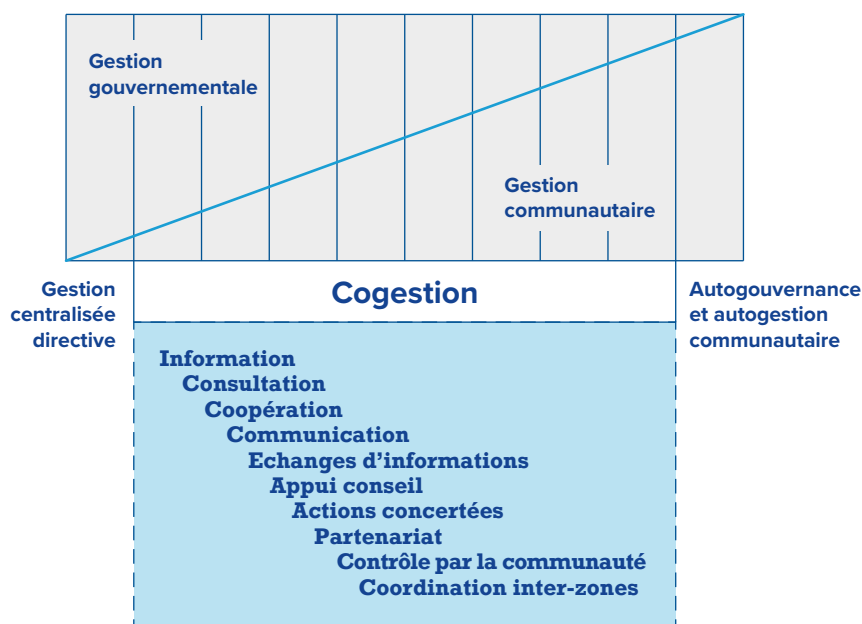 Gestion
gouvernementale
Gestion
communautaire
Gestion
centralisée
directive
Cogestion
Autogouvernance
et autogestion
communautaire
Information
Consultation
Coopération
Communication
Echanges d’informations
Appui conseil
Actions concertées
Partenariat
Contrôle par la communauté
Coordination inter-zones